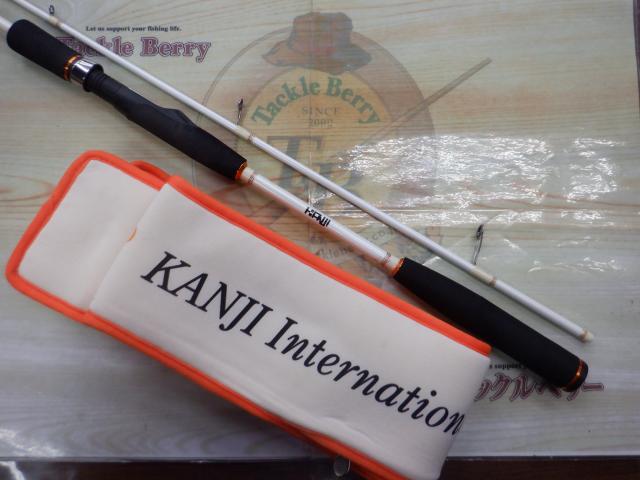 Let us support your fishing life.
Tackle Berry
Tackle Berry
SINCE
KANJI
KANJI Internation
ックルベリー